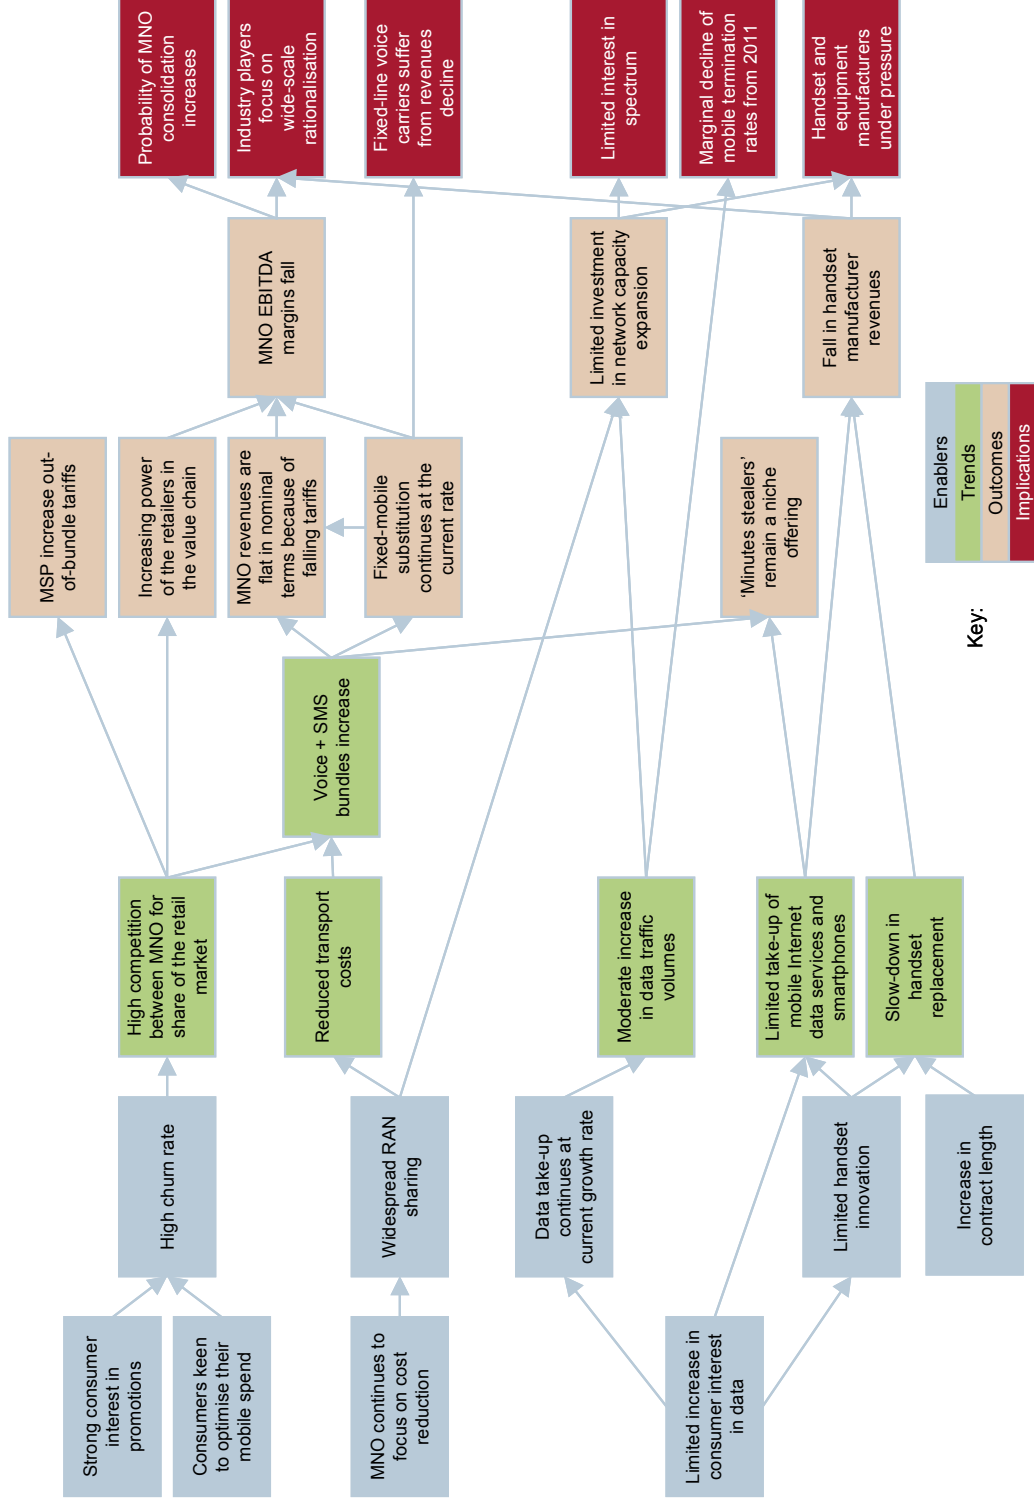 Strong consumer
interest in
promotions
Consumers keen
to optimise their
mobile spend
MNO continues to
focus on cost
reduction
Limited increase in
consumer interest
in data
High churn rate
Widespread RAN
sharing
Data take-up
continues at
current growth rate
Limited handset
innovation
Increase in
contract length
High competition
between MNO for
share of the retail
market
Reduced transport
costs
Moderate increase
in data traffic
volumes
Limited take-up of
mobile Internet
data services and
smartphones
Slow-down in
handset
replacement
Voice + SMS
bundles increase
MSP increase out-
of-bundle tariffs
Increasing power
of the retailers in
the value chain
MNO revenues are
flat in nominal
terms because of
falling tariffs
Fixed-mobile
substitution
continues at the
current rate
‘Minutes stealers’
remain a niche
offering
MNO EBITDA
margins fall
Limited investment
in network capacity
expansion
Fall in handset
manufacturer
revenues
Probability of MNO
consolidation
increases
Industry players
focus on
wide-scale
rationalisation
Fixed-line voice
carriers suffer
from revenues
decline
Limited interest in
spectrum
Marginal decline of
mobile termination
rates from 2011
Handset and
equipment
manufacturers
under pressure
Key:
Enablers
Trends
Outcomes
Implications